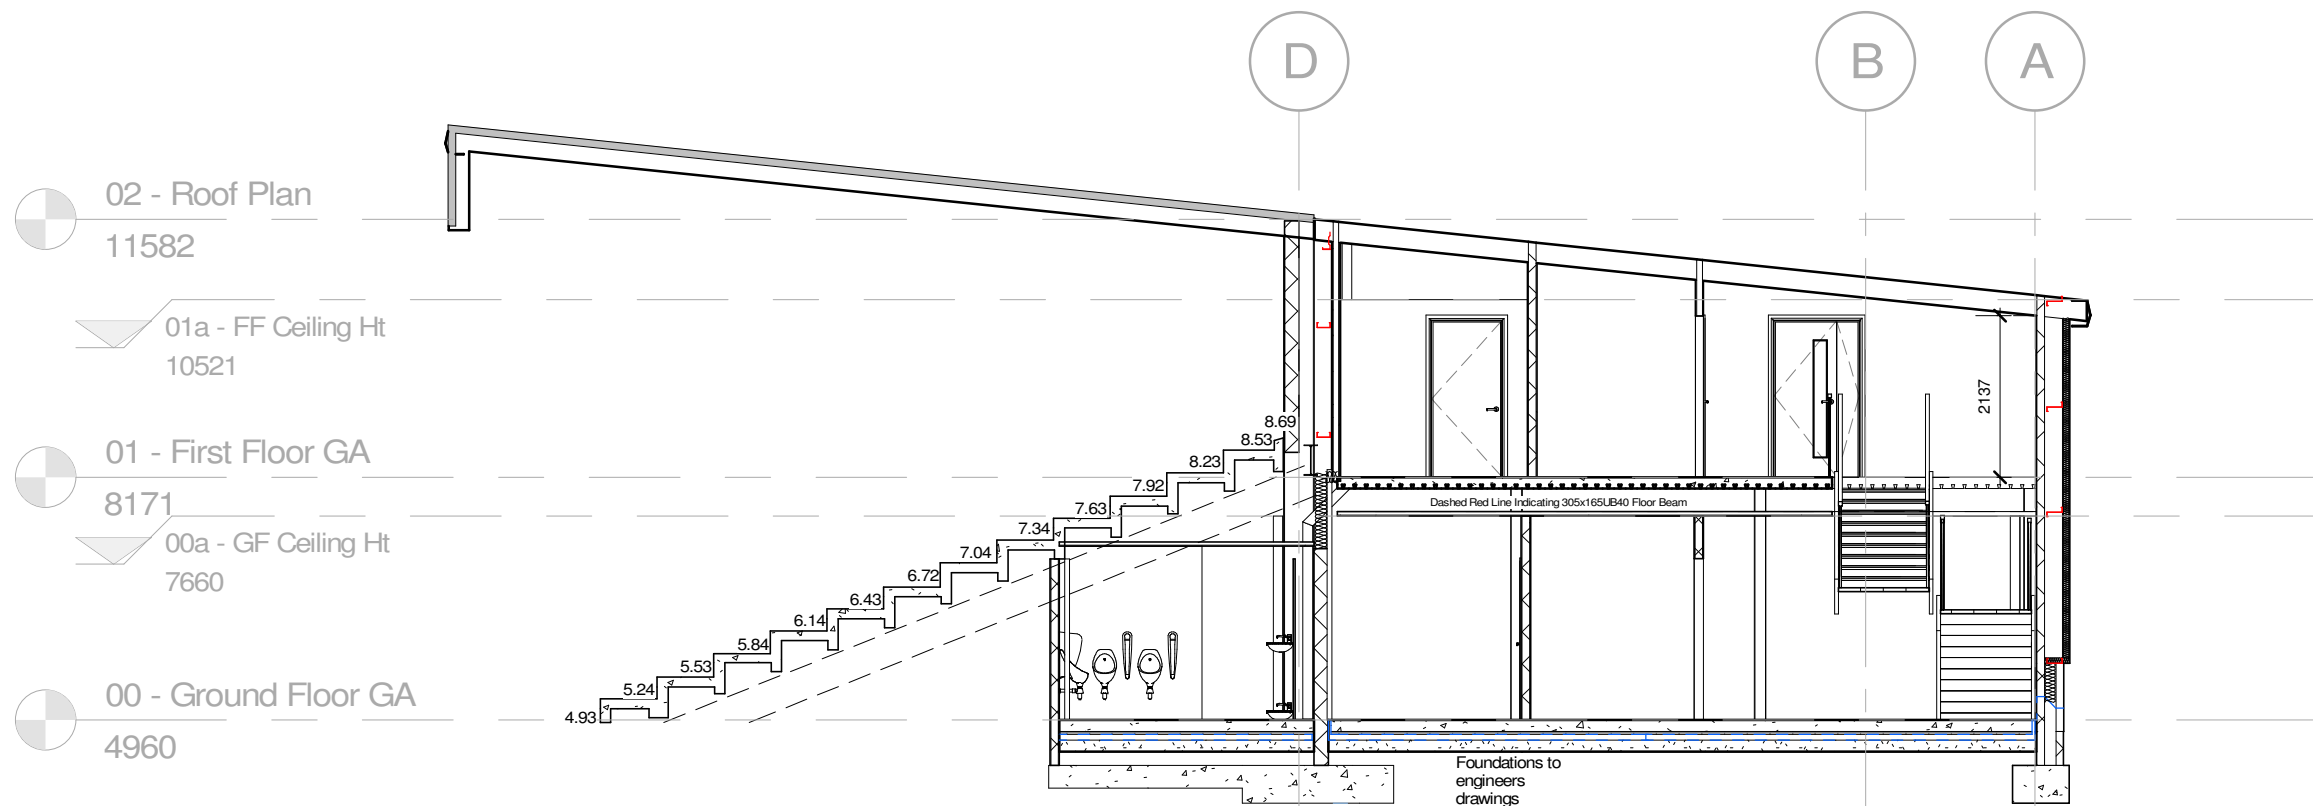 D
B
A
02 - Roof Plan
11582
01a - FF Ceiling Ht
10521
2137
8.69
01 - First Floor GA
8.53
8.23
8171
7.92
Dashed Red Line Indicating 305x165UB40 Floor Beam
7.63
00a - GF Ceiling Ht
7.34
7660
7.04
6.72
6.43
6.14
5.84
5.53
00 - Ground Floor GA
5.24
4.93
4960
Foundations to
engineers
drawings